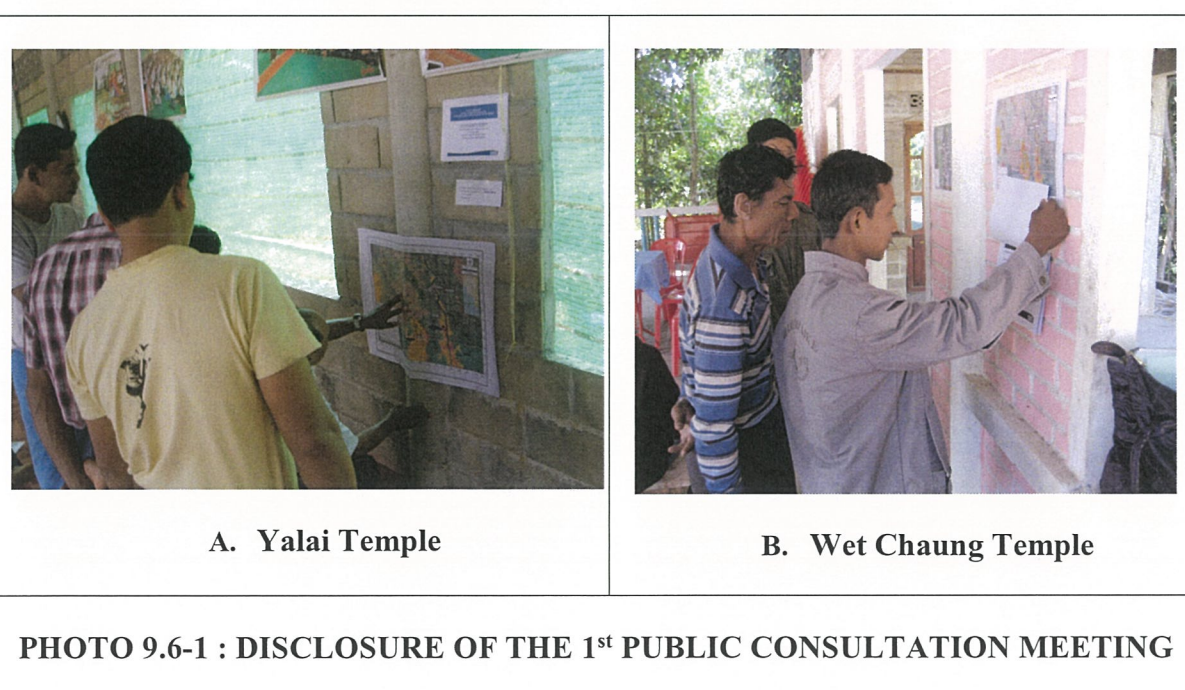 A. Yalai Temple
B. Wet Chaung Temple
PHOTO 9.6-1 : DISCLOSURE OF THE 1st PUBLIC CONSULTATION MEETING